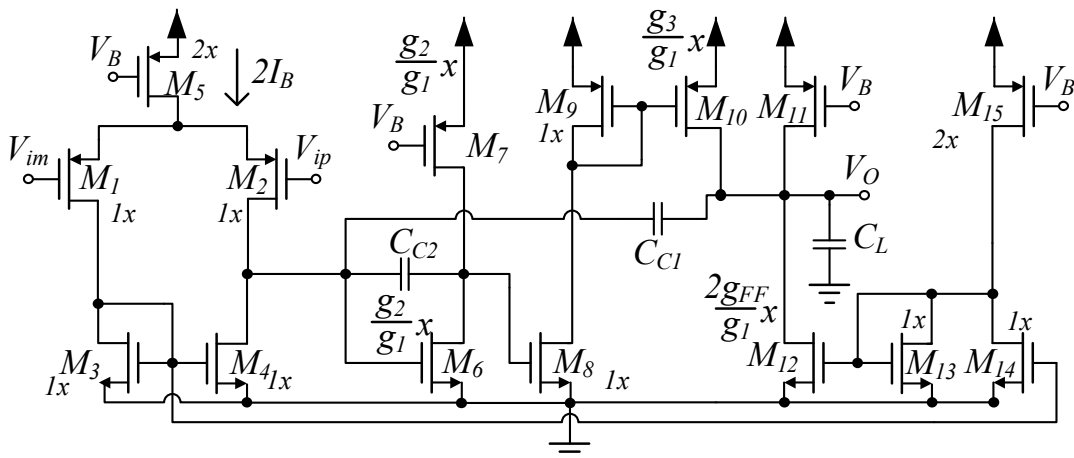 V_B
2x
M_5
2I_B
V_im
M_1
1x
V_ip
M_2
1x
M_3
1x
M_4
1x
g_2/g_1 x
V_B
M_7
C_C2
g_2/g_1 x
M_6
M_8
1x
M_9
1x
g_3/g_1 x
M_10
C_C1
M_11
V_B
V_O
C_L
2g_FF/g_1 x
M_12
1x
M_13
1x
M_14
M_15
2x
V_B